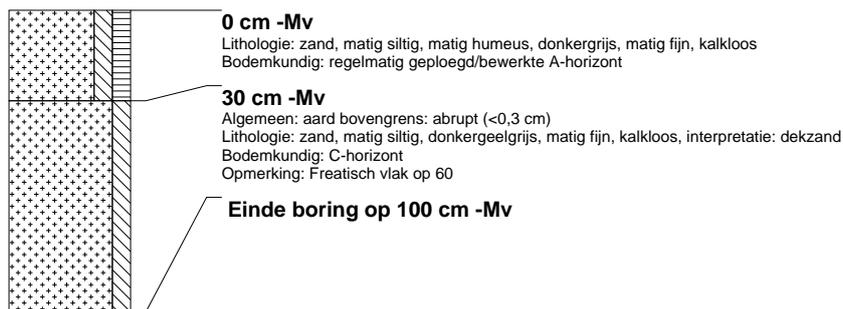 0 cm -Mv
Lithologie: zand, matig siltig, matig humeus, donkergrijs, matig fijn, kalkloos
Bodemkundig: regelmatig geploegd/bewerkte A-horizont
30 cm -Mv
Algemeen: aard bovengrens: abrupt (<0,3 cm)
Lithologie: zand, matig siltig, donkergeelgrijs, matig fijn, kalkloos, interpretatie: dekzand
Bodemkundig: C-horizont
Opmerking: Freatisch vlak op 60
Einde boring op 100 cm -Mv